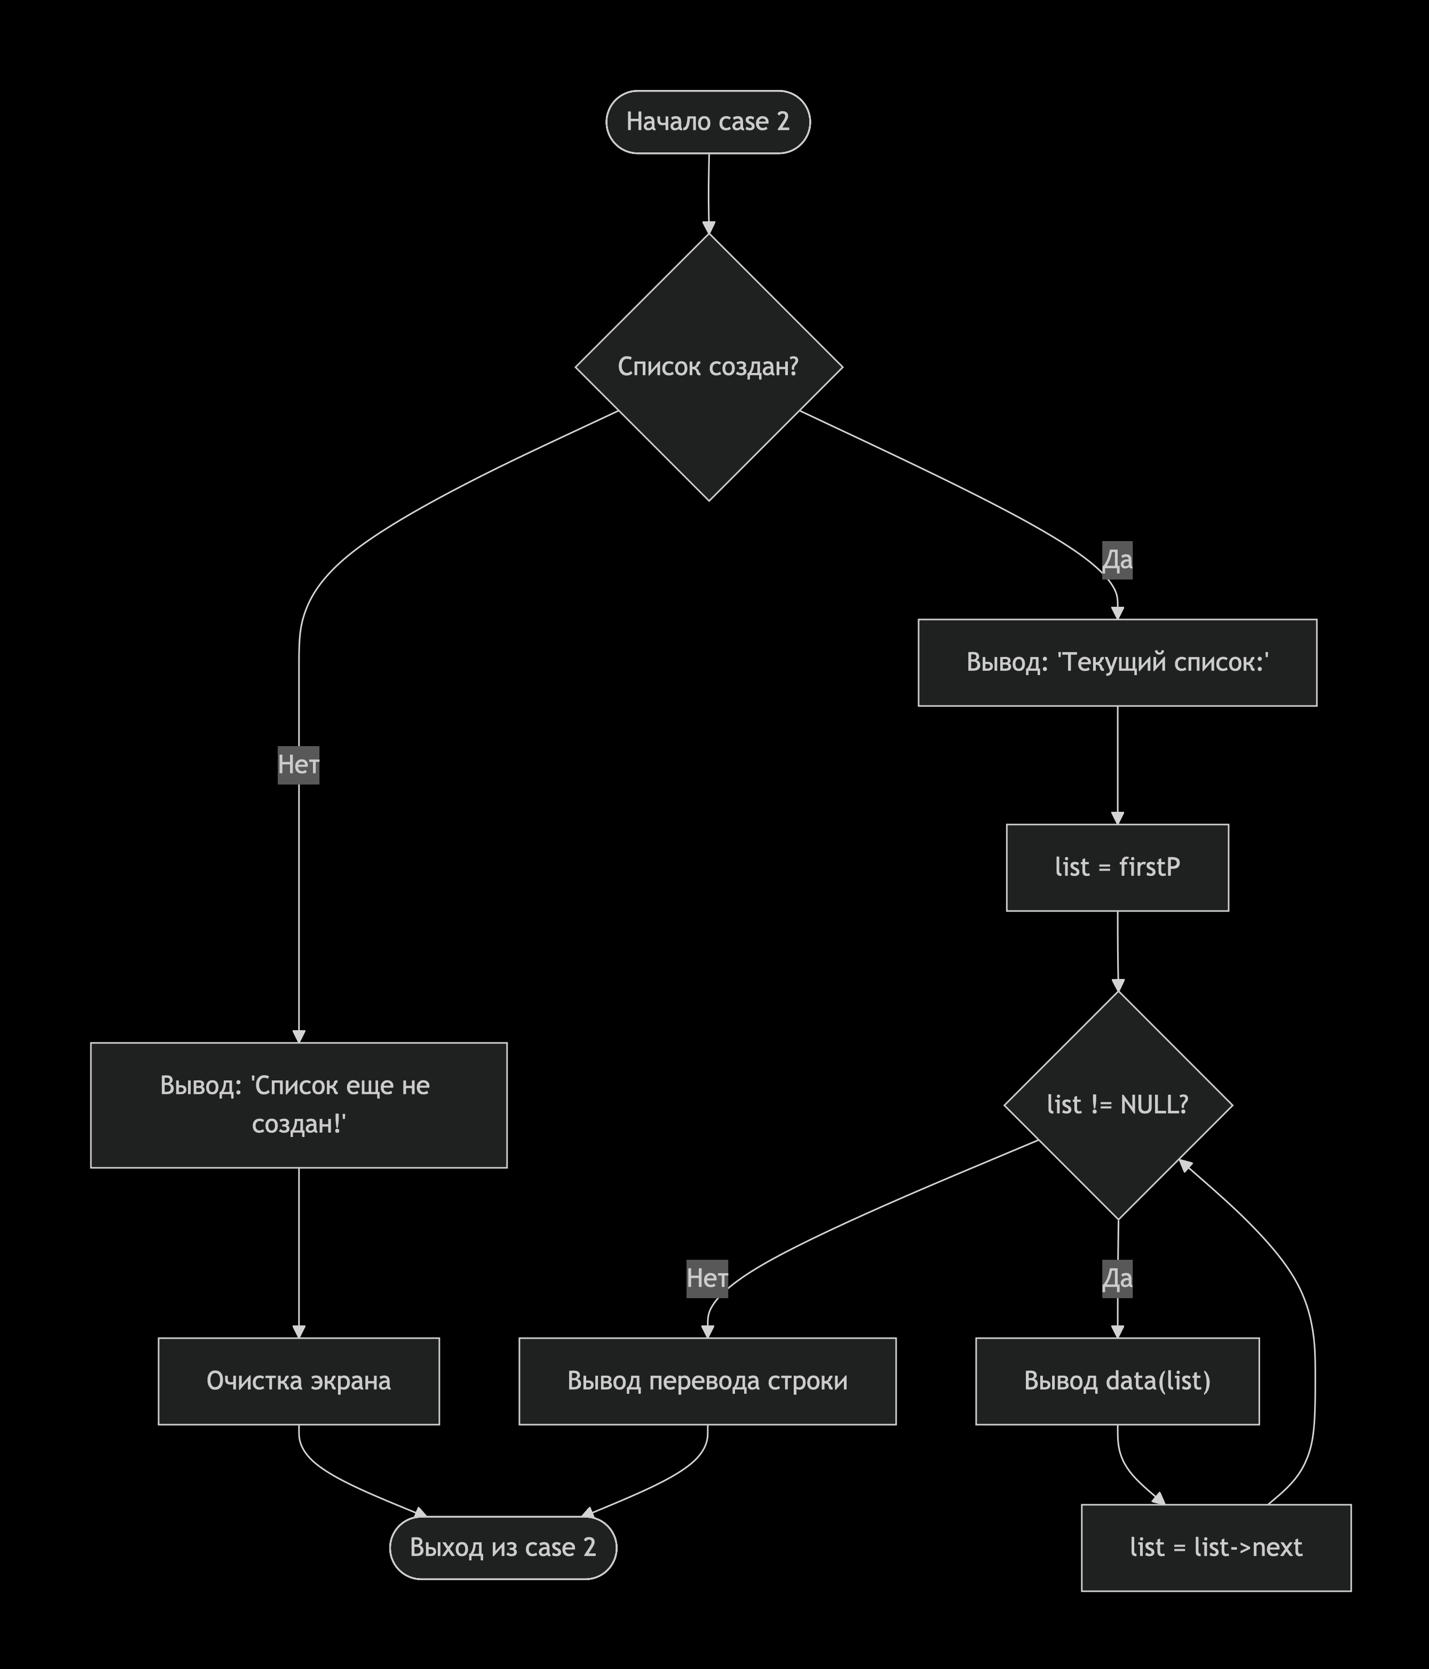 Начало case 2
Список создан?
Да
Вывод: 'Текущий список:'
Нет
list = firstP
Вывод: 'Список еще не
создан!'
list != NULL?
Нет
Да
Очистка экрана
Вывод перевода строки
Вывод data(list)
Выход из case 2
list = list->next